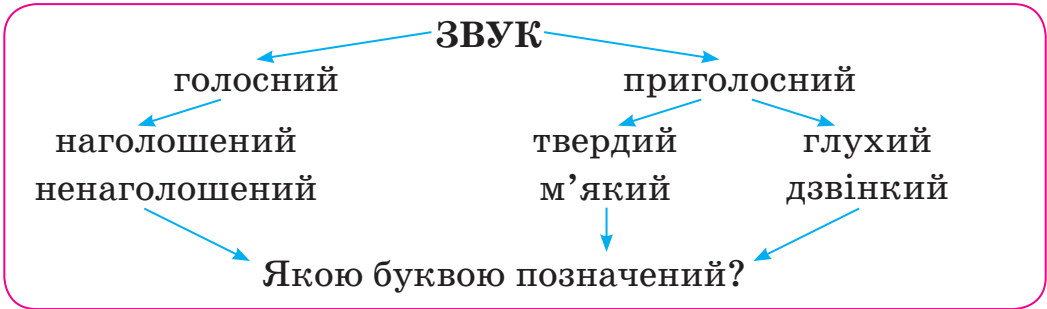 ЗВУК
голосний приголосний
наголошений твердий глухий
ненаголошений м’який дзвінкий
Якою буквою позначений?